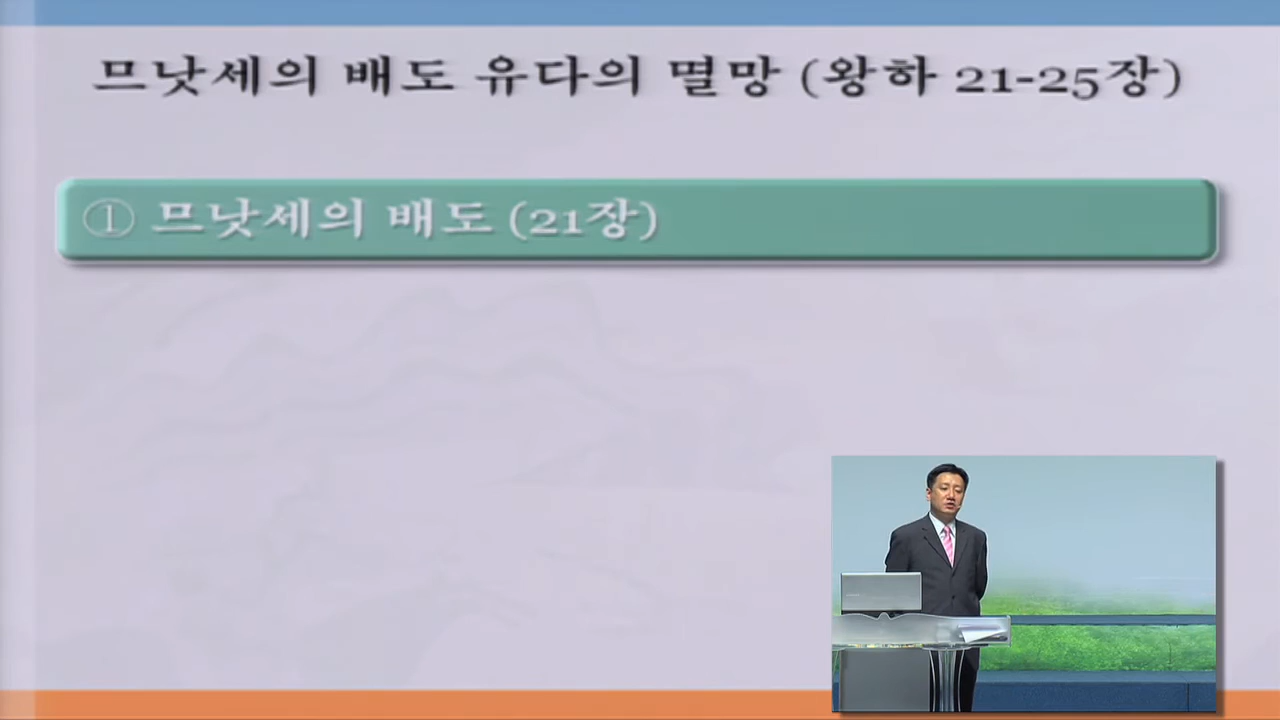 므낫세의 배도 유다의 멸망 (왕하 21-25장)
① 므낫세의 배도 (21장)